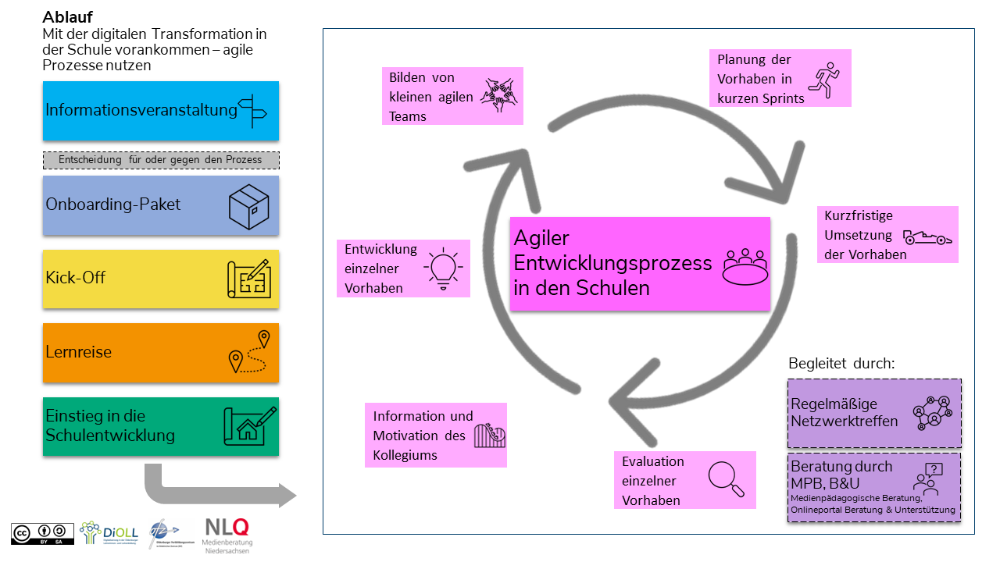 Ablauf
Mit der digitalen Transformation in
der Schule vorankommen – agile
Prozesse nutzen
Informationsveranstaltung
Entscheidung für oder gegen den Prozess
Onboarding-Paket
Kick-Off
Lernreise
Einstieg in die
Schulentwicklung
Bilden von
kleinen agilen
Teams
Planung der
Vorhaben in
kurzen Sprints
Kurzfristige
Umsetzung
der Vorhaben
Entwicklung
einzelner
Vorhaben
Agiler
Entwicklungsprozess
in den Schulen
Information und
Motivation des
Kollegiums
Evaluation
einzelner
Vorhaben
Begleitet durch:
Regelmäßige
Netzwerktreffen
Beratung durch
MPB, B&U
Medienpädagogische Beratung,
Onlineportal Beratung & Unterstützung
?
cc
BY SA
DiOLL
NLQ
Medienberatung
Niedersachsen